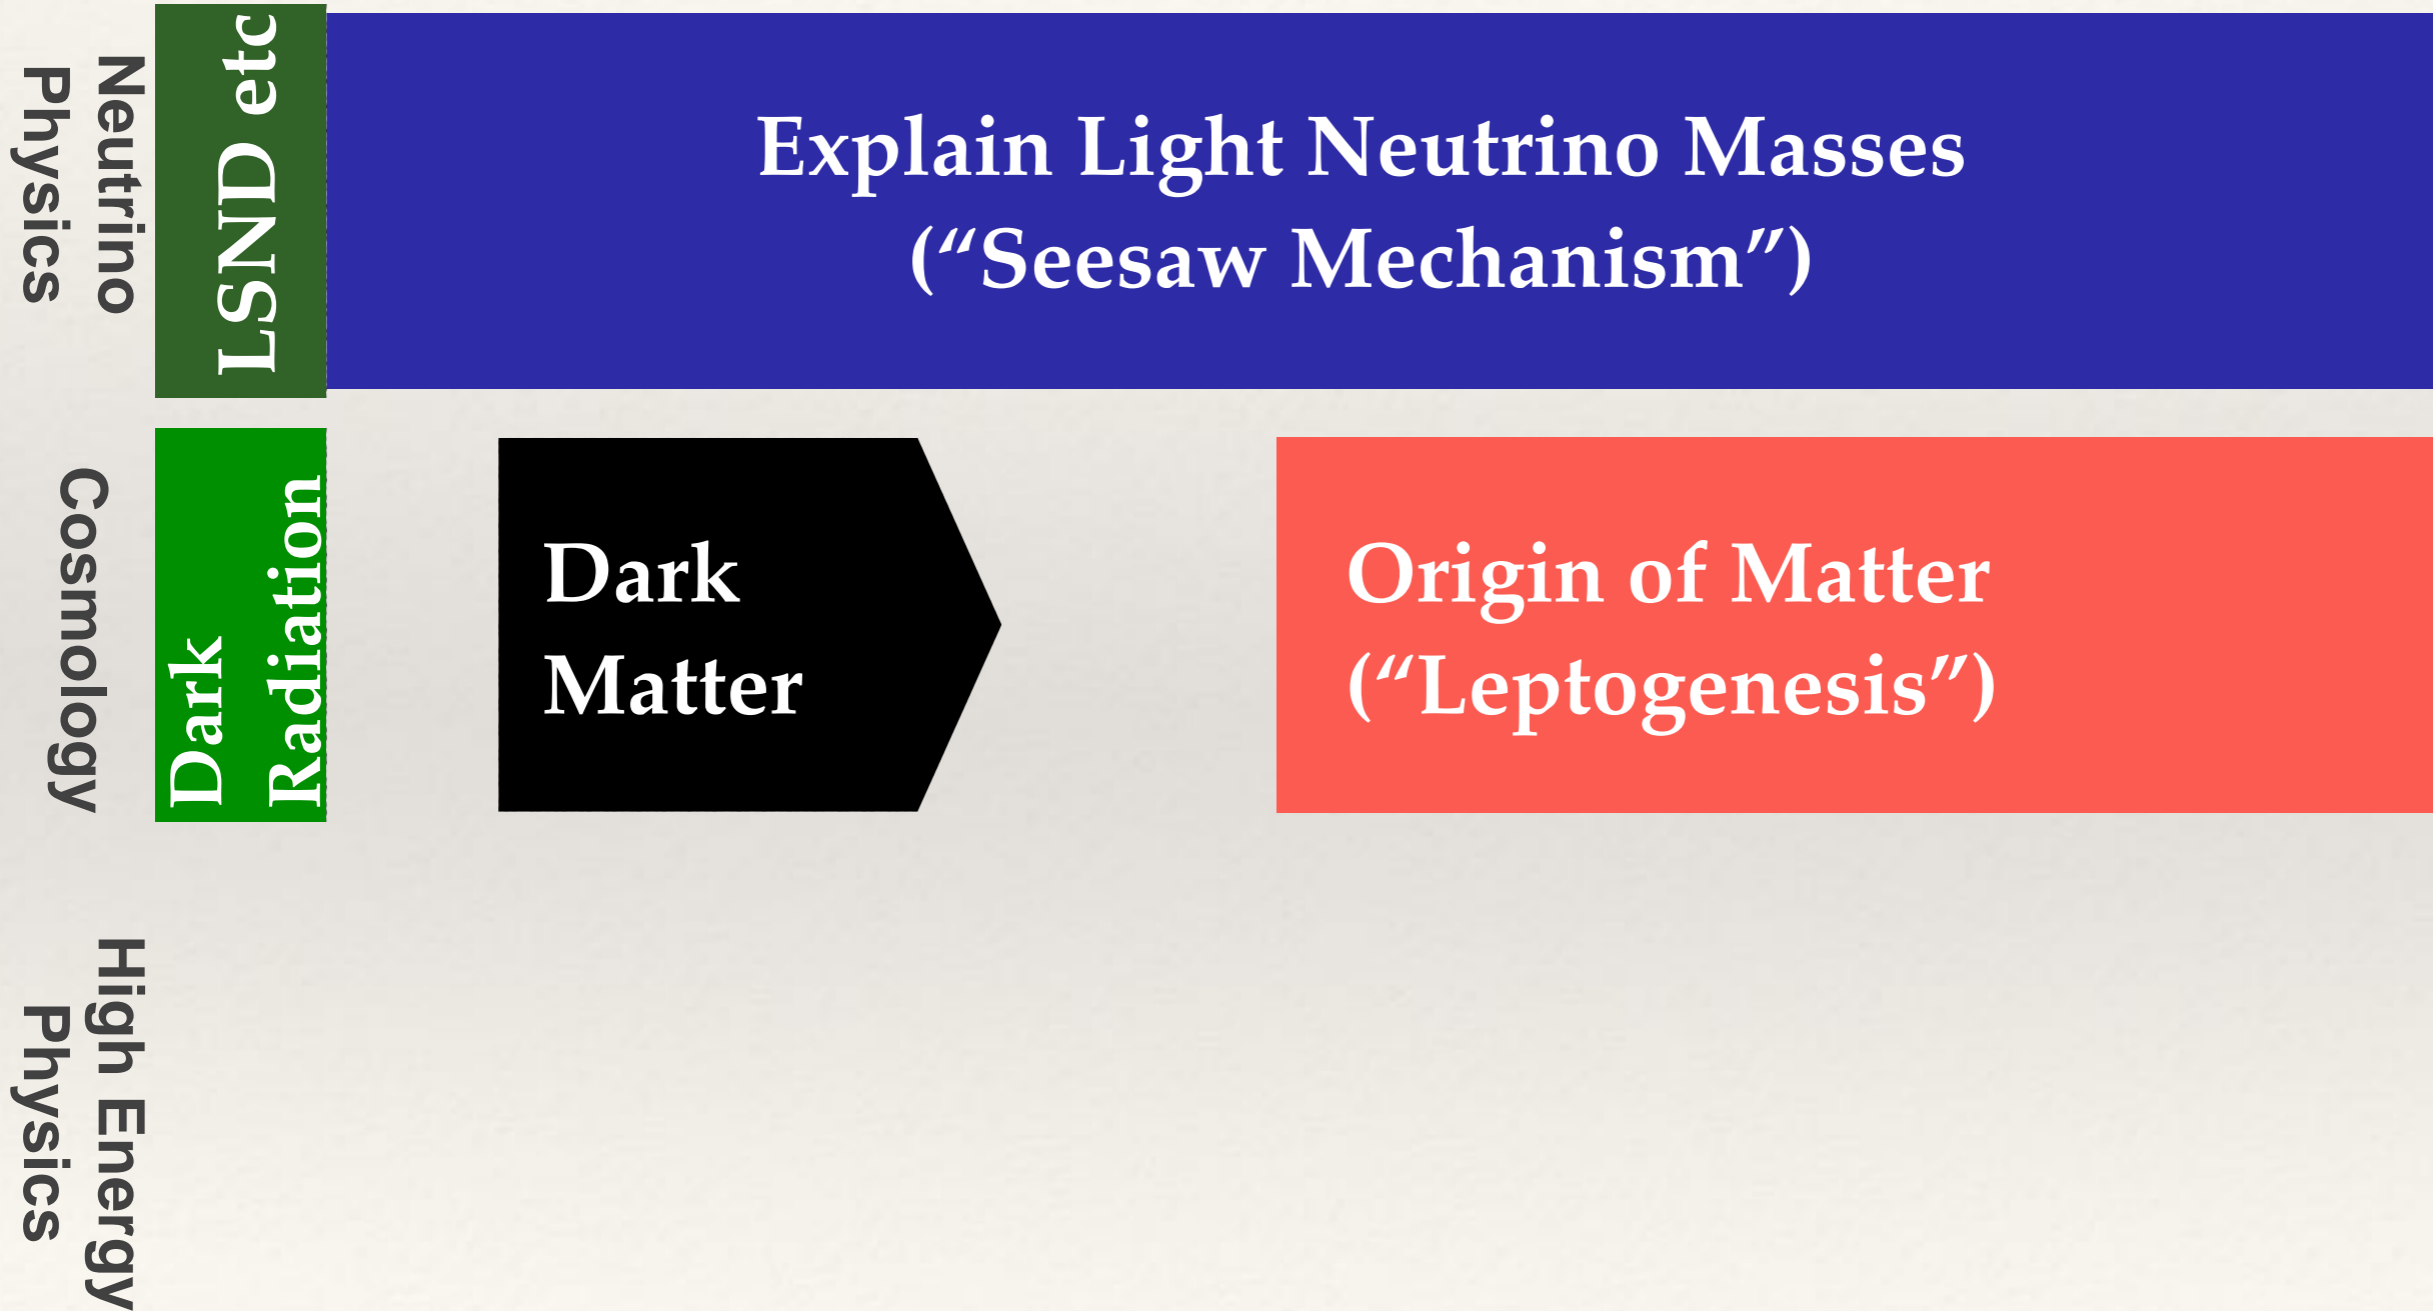 Neutrino
Physics
LSND etc
Explain Light Neutrino Masses
(“Seesaw Mechanism”)
Cosmology
Dark
Radiation
Dark
Matter
Origin of Matter
(“Leptogenesis”)
High Energy
Physics